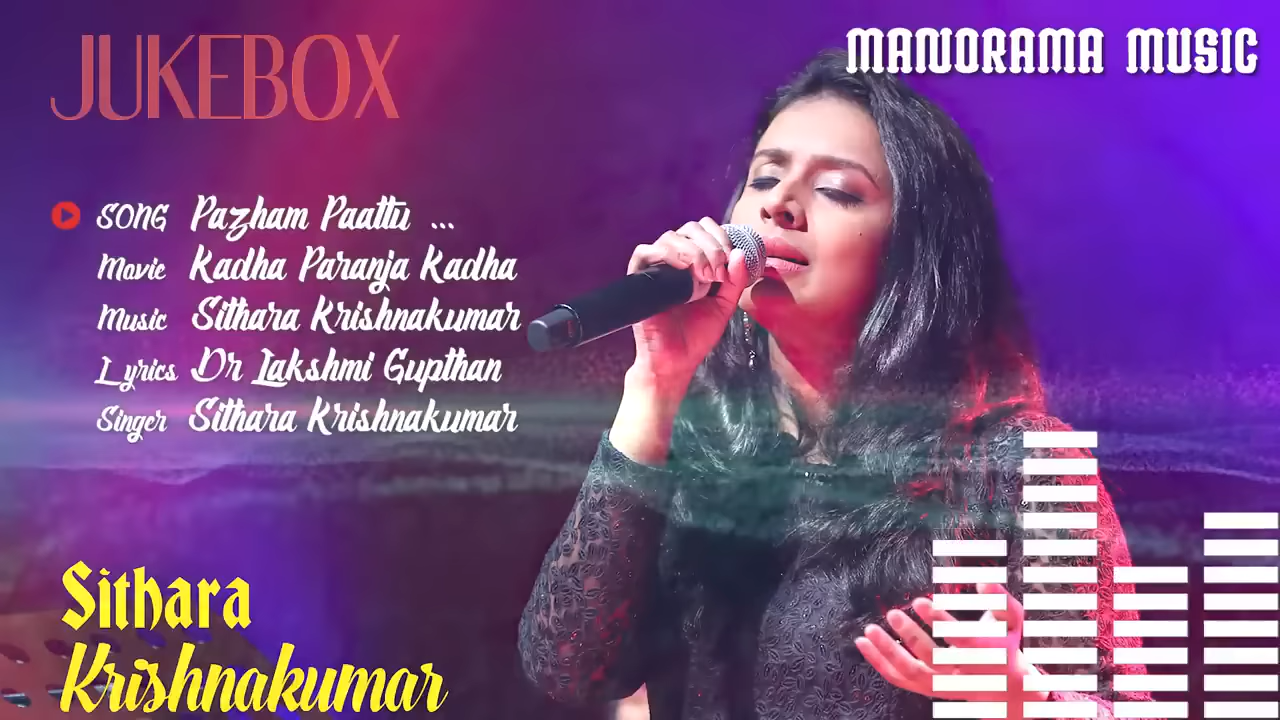 JUKEBOX
MANORAMA MUSIC
SONG Pazham Paattu ...
Movie Kadha Paranja Kadha
Music Sithara Krishnakumar
Lyrics Dr Lakshmi Gupthan
Singer Sithara Krishnakumar
Sithara
Krishnakumar